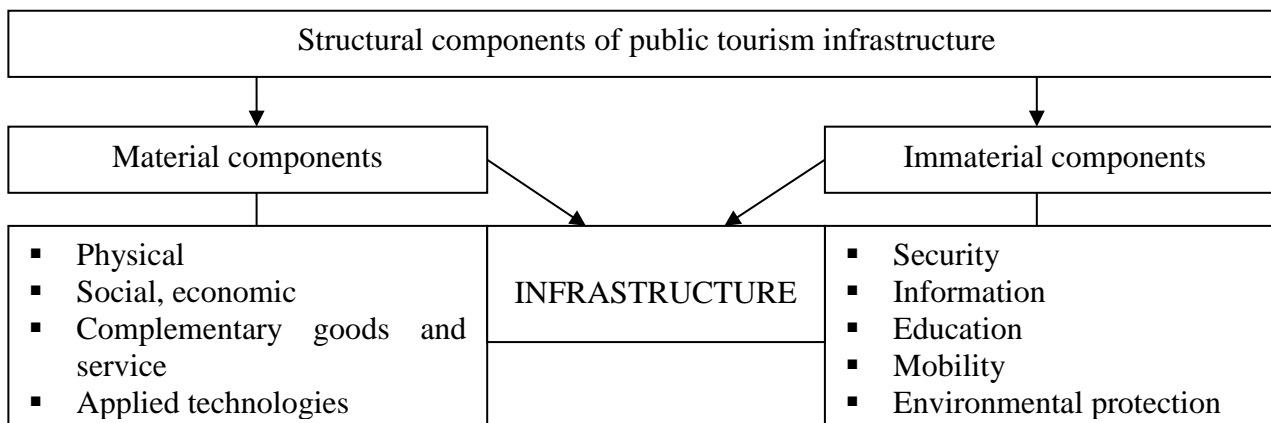 Structural components of public tourism infrastructure
Material components
Immaterial components
▪ Physical
▪ Social, economic
▪ Complementary goods and
service
▪ Applied technologies
INFRASTRUCTURE
▪ Security
▪ Information
▪ Education
▪ Mobility
▪ Environmental protection